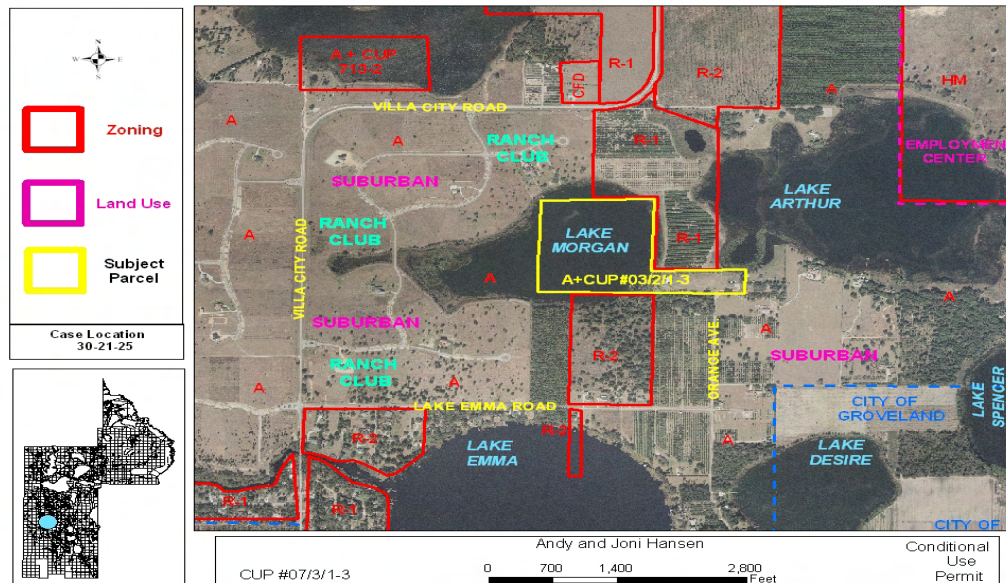 N
W E
S
Zoning
Land Use
Subject
Parcel
Case Location
30-21-25
A + CUP
713-2
R-1
CFD
R-2
HM
A
VILLA CITY ROAD
A
A
RANCH
CLUB
R-1
EMPLOYMEN
CENTER
A
SUBURBAN
LAKE
ARTHUR
RANCH
CLUB
LAKE
MORGAN
R-1
A
VILLA CITY ROAD
A
A+CUP#03/2/1-3
A
SUBURBAN
A
ORANGE AVE
SUBURBAN
R-2
RANCH
CLUB
A
A
LAKE EMMA ROAD
CITY OF
GROVELAND
LAKE
SPENCER
R-2
R-2
A
LAKE
EMMA
LAKE
DESIRE
R-1
R-1
CITY OF
Andy and Joni Hansen
CUP #07/3/1-3
0 700 1,400 2,800
Feet
Conditional
Use
Permit